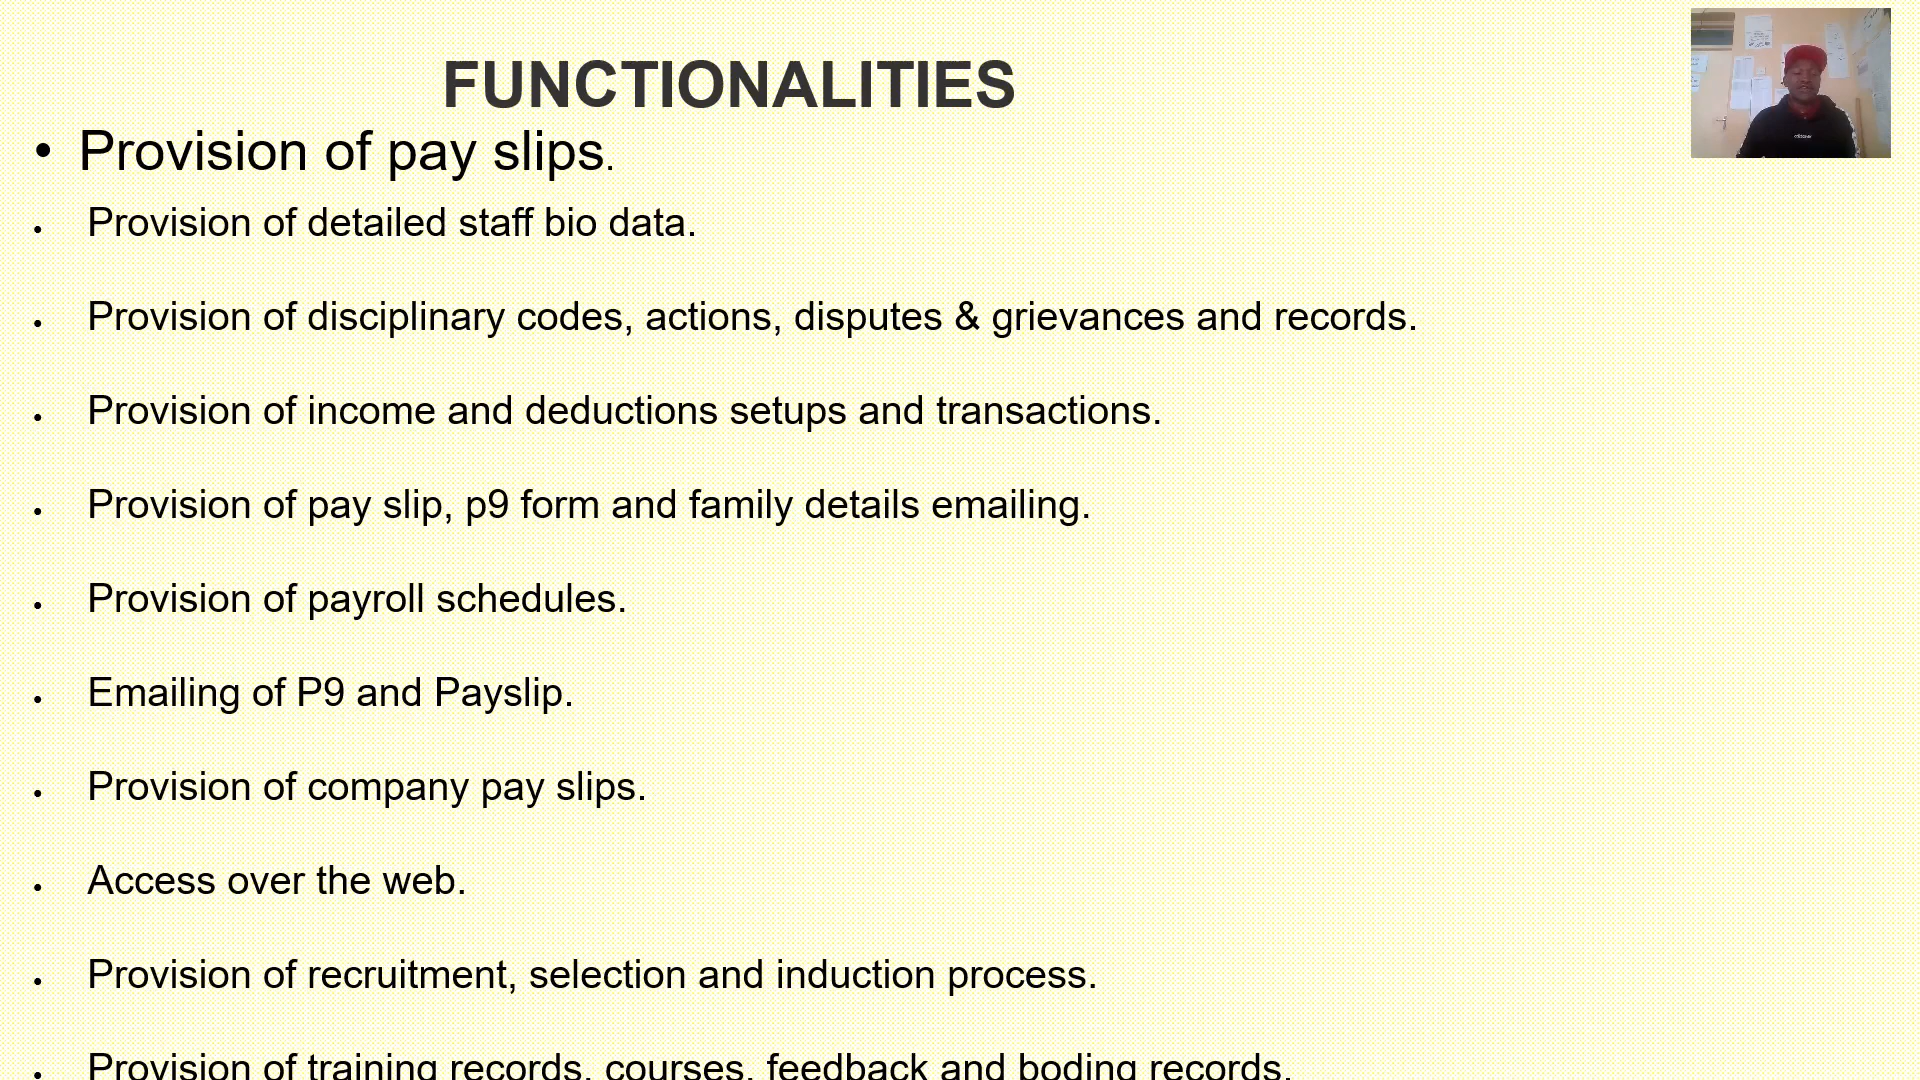 FUNCTIONALITIES
• Provision of pay slips.
• Provision of detailed staff bio data.
• Provision of disciplinary codes, actions, disputes & grievances and records.
• Provision of income and deductions setups and transactions.
• Provision of pay slip, p9 form and family details emailing.
• Provision of payroll schedules.
• Emailing of P9 and Payslip.
• Provision of company pay slips.
• Access over the web.
• Provision of recruitment, selection and induction process.
• Provision of training records, courses, feedback and boding records.